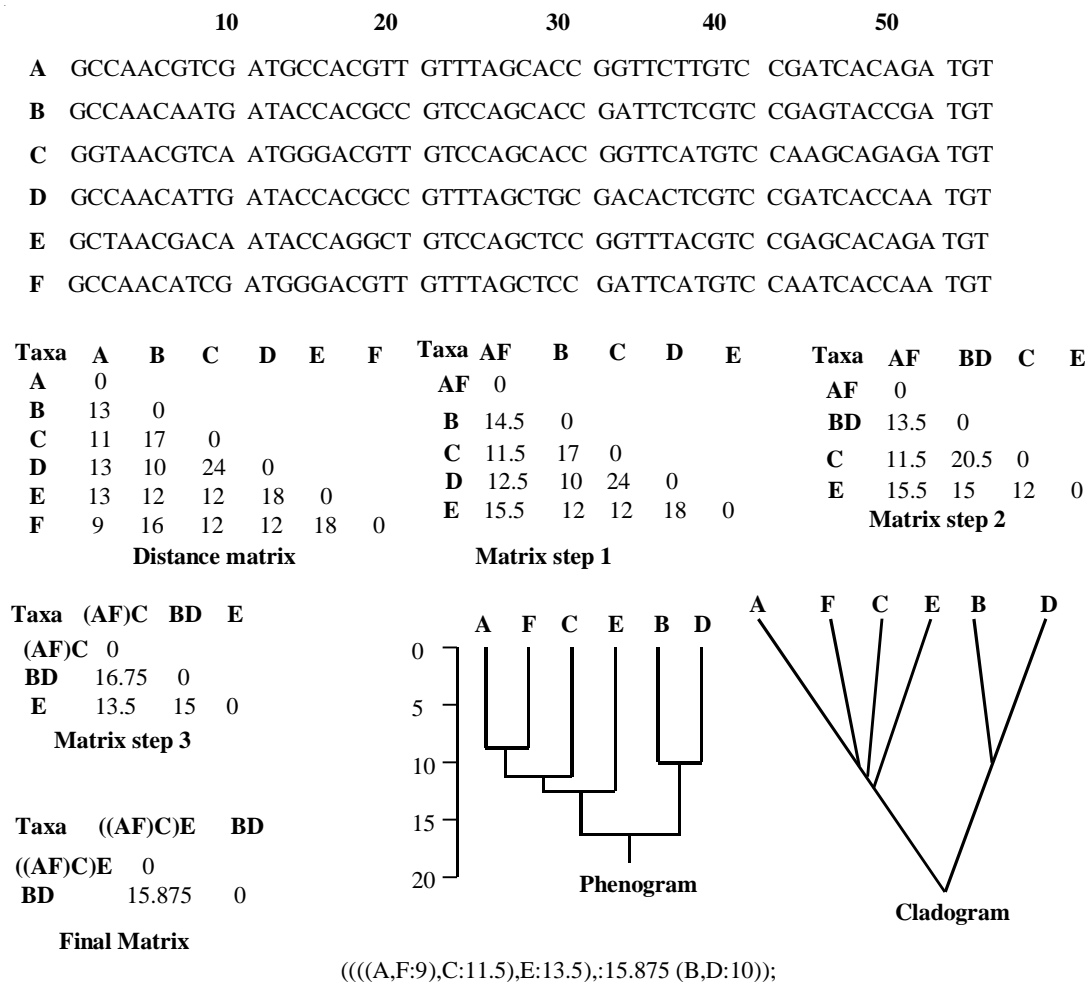 10 20 30 40 50
A GCCAACGTCG ATGCCACGTT GTTTAGCACC GGTTCTTGTC CGATCACAGA TGT
B GCCAACAATG ATACCACGCC GTCCAGCACC GATTCTCGTC CGAGTACCGA TGT
C GGTAACGTCA ATGGGACGTT GTCCAGCACC GGTTCATGTC CAAGCAGAGA TGT
D GCCAACATTG ATACCACGCC GTTTAGCTGC GACACTCGTC CGATCACCAA TGT
E GCTAACGACA ATACCAGGCT GTCCAGCTCC GGTTTACGTC CGAGCACAGA TGT
F GCCAACATCG ATGGGACGTT GTTTAGCTCC GATTCATGTC CAATCACCAA TGT
Taxa A B C D E F
A 0
B 13 0
C 11 17 0
D 13 10 24 0
E 13 12 12 18 0
F 9 16 12 12 18 0
Distance matrix
Taxa AF B C D E
AF 0
B 14.5 0
C 11.5 17 0
D 12.5 10 24 0
E 15.5 12 12 18 0
Matrix step 1
Taxa AF BD C E
AF 0
BD 13.5 0
C 11.5 20.5 0
E 15.5 15 12 0
Matrix step 2
Taxa (AF)C BD E
(AF)C 0
BD 16.75 0
E 13.5 15 0
Matrix step 3
Taxa ((AF)C)E BD
((AF)C)E 0
BD 15.875 0
Final Matrix
A F C E B D
0
5
10
15
20
Phenogram
A F C E B D
Cladogram
((((A,F:9),C:11.5),E:13.5),:15.875 (B,D:10));